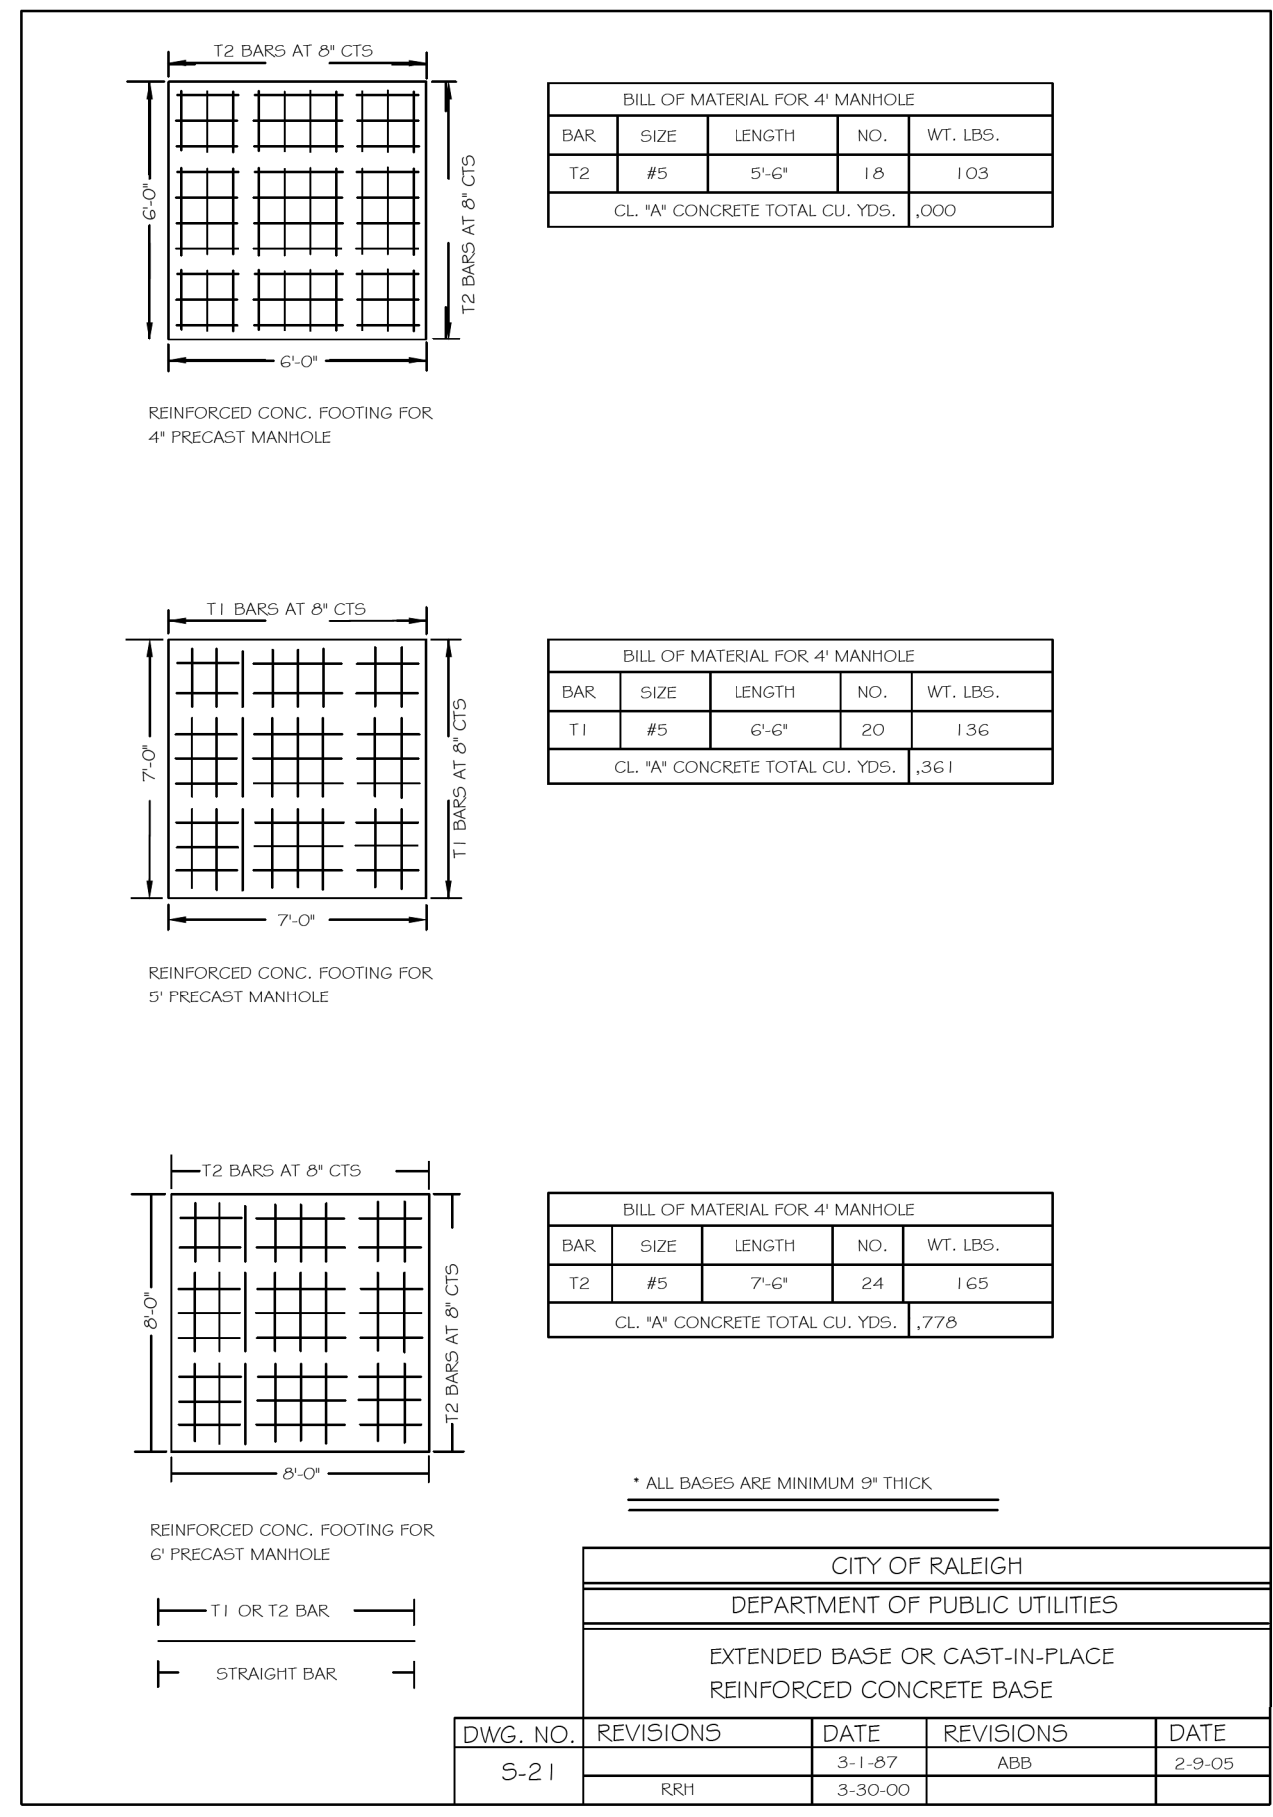 T2 BARS AT 8" CTS
6'-0"
T2 BARS AT 8" CTS
6'-0"
REINFORCED CONC. FOOTING FOR
4" PRECAST MANHOLE
BILL OF MATERIAL FOR 4' MANHOLE
BAR SIZE LENGTH NO. WT. LBS.
T2 #5 5'-6" 18 103
CL. "A" CONCRETE TOTAL CU. YDS. ,000
T1 BARS AT 8" CTS
7'-0"
T1 BARS AT 8" CTS
7'-0"
REINFORCED CONC. FOOTING FOR
5' PRECAST MANHOLE
BILL OF MATERIAL FOR 4' MANHOLE
BAR SIZE LENGTH NO. WT. LBS.
T1 #5 6'-6" 20 136
CL. "A" CONCRETE TOTAL CU. YDS. ,361
T2 BARS AT 8" CTS
8'-0"
T2 BARS AT 8" CTS
8'-0"
REINFORCED CONC. FOOTING FOR
6' PRECAST MANHOLE
BILL OF MATERIAL FOR 4' MANHOLE
BAR SIZE LENGTH NO. WT. LBS.
T2 #5 7'-6" 24 165
CL. "A" CONCRETE TOTAL CU. YDS. ,778
* ALL BASES ARE MINIMUM 9" THICK
T1 OR T2 BAR
STRAIGHT BAR
CITY OF RALEIGH
DEPARTMENT OF PUBLIC UTILITIES
EXTENDED BASE OR CAST-IN-PLACE
REINFORCED CONCRETE BASE
DWG. NO. REVISIONS DATE REVISIONS DATE
S-21
3-1-87 ABB 2-9-05
RRH 3-30-00